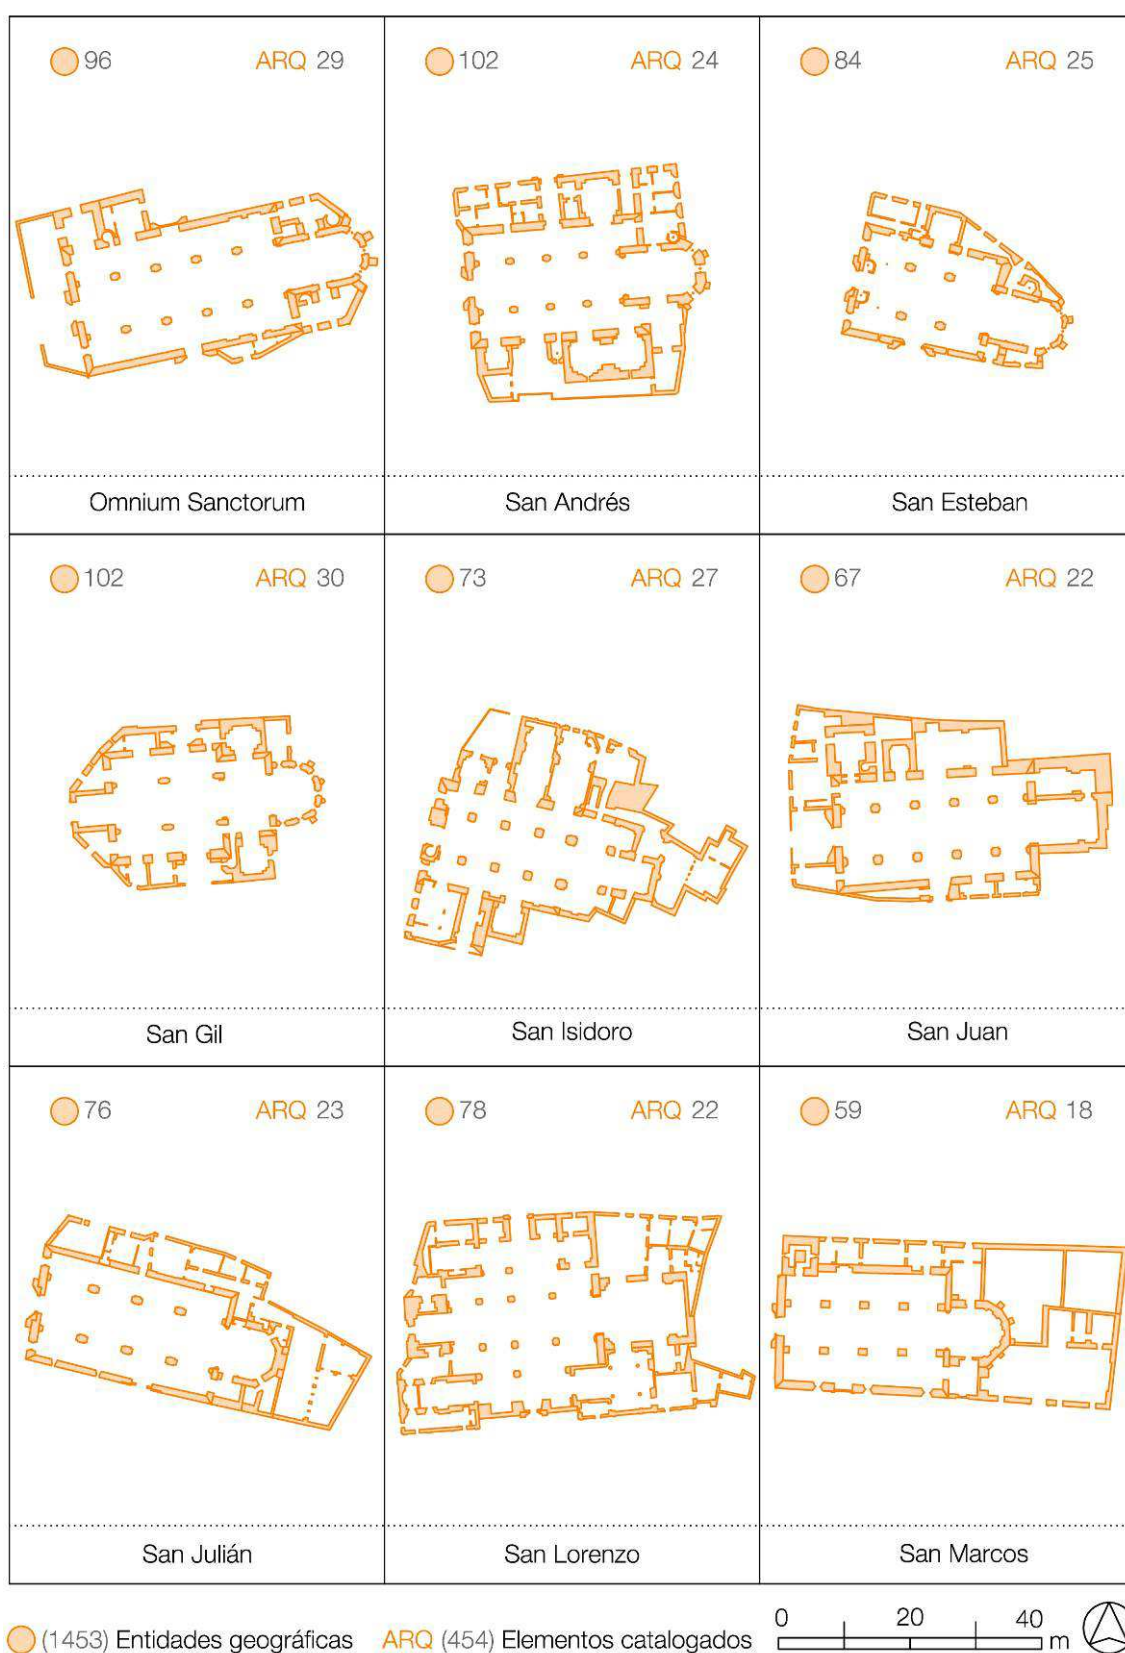 96 ARQ 29 102 ARQ 24 84 ARQ 25
Omnium Sanctorum San Andrés San Esteban
102 ARQ 30 73 ARQ 27 67 ARQ 22
San Gil San Isidoro San Juan
76 ARQ 23 78 ARQ 22 59 ARQ 18
San Julián San Lorenzo San Marcos
(1453) Entidades geográficas ARQ (454) Elementos catalogados 0 20 40 m